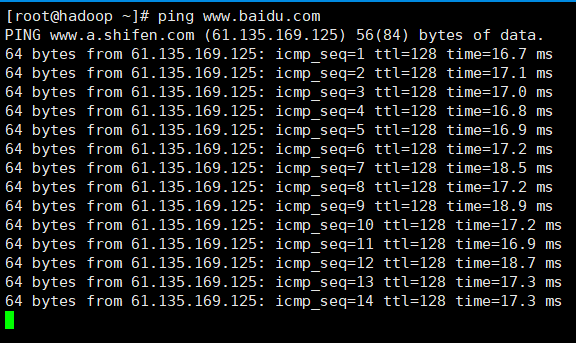 [root@hadoop ~]# ping www.baidu.com
PING www.a.shifen.com (61.135.169.125) 56(84) bytes of data.
64 bytes from 61.135.169.125: icmp_seq=1 ttl=128 time=16.7 ms
64 bytes from 61.135.169.125: icmp_seq=2 ttl=128 time=17.1 ms
64 bytes from 61.135.169.125: icmp_seq=3 ttl=128 time=17.0 ms
64 bytes from 61.135.169.125: icmp_seq=4 ttl=128 time=16.8 ms
64 bytes from 61.135.169.125: icmp_seq=5 ttl=128 time=16.9 ms
64 bytes from 61.135.169.125: icmp_seq=6 ttl=128 time=17.2 ms
64 bytes from 61.135.169.125: icmp_seq=7 ttl=128 time=18.5 ms
64 bytes from 61.135.169.125: icmp_seq=8 ttl=128 time=17.2 ms
64 bytes from 61.135.169.125: icmp_seq=9 ttl=128 time=18.9 ms
64 bytes from 61.135.169.125: icmp_seq=10 ttl=128 time=17.2 ms
64 bytes from 61.135.169.125: icmp_seq=11 ttl=128 time=16.9 ms
64 bytes from 61.135.169.125: icmp_seq=12 ttl=128 time=18.7 ms
64 bytes from 61.135.169.125: icmp_seq=13 ttl=128 time=17.3 ms
64 bytes from 61.135.169.125: icmp_seq=14 ttl=128 time=17.3 ms